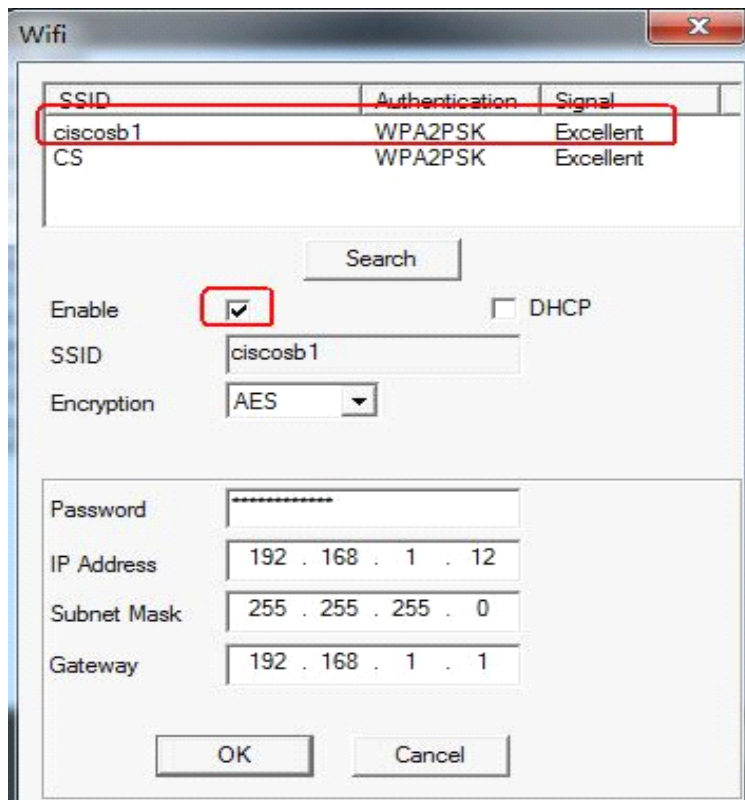 Wifi
SSID Authentication Signal
ciscosb1 WPA2PSK Excellent
CS WPA2PSK Excellent
Search
Enable DHCP
SSID ciscosb1
Encryption AES
Password ************
IP Address 192 . 168 . 1 . 12
Subnet Mask 255 . 255 . 255 . 0
Gateway 192 . 168 . 1 . 1
OK Cancel